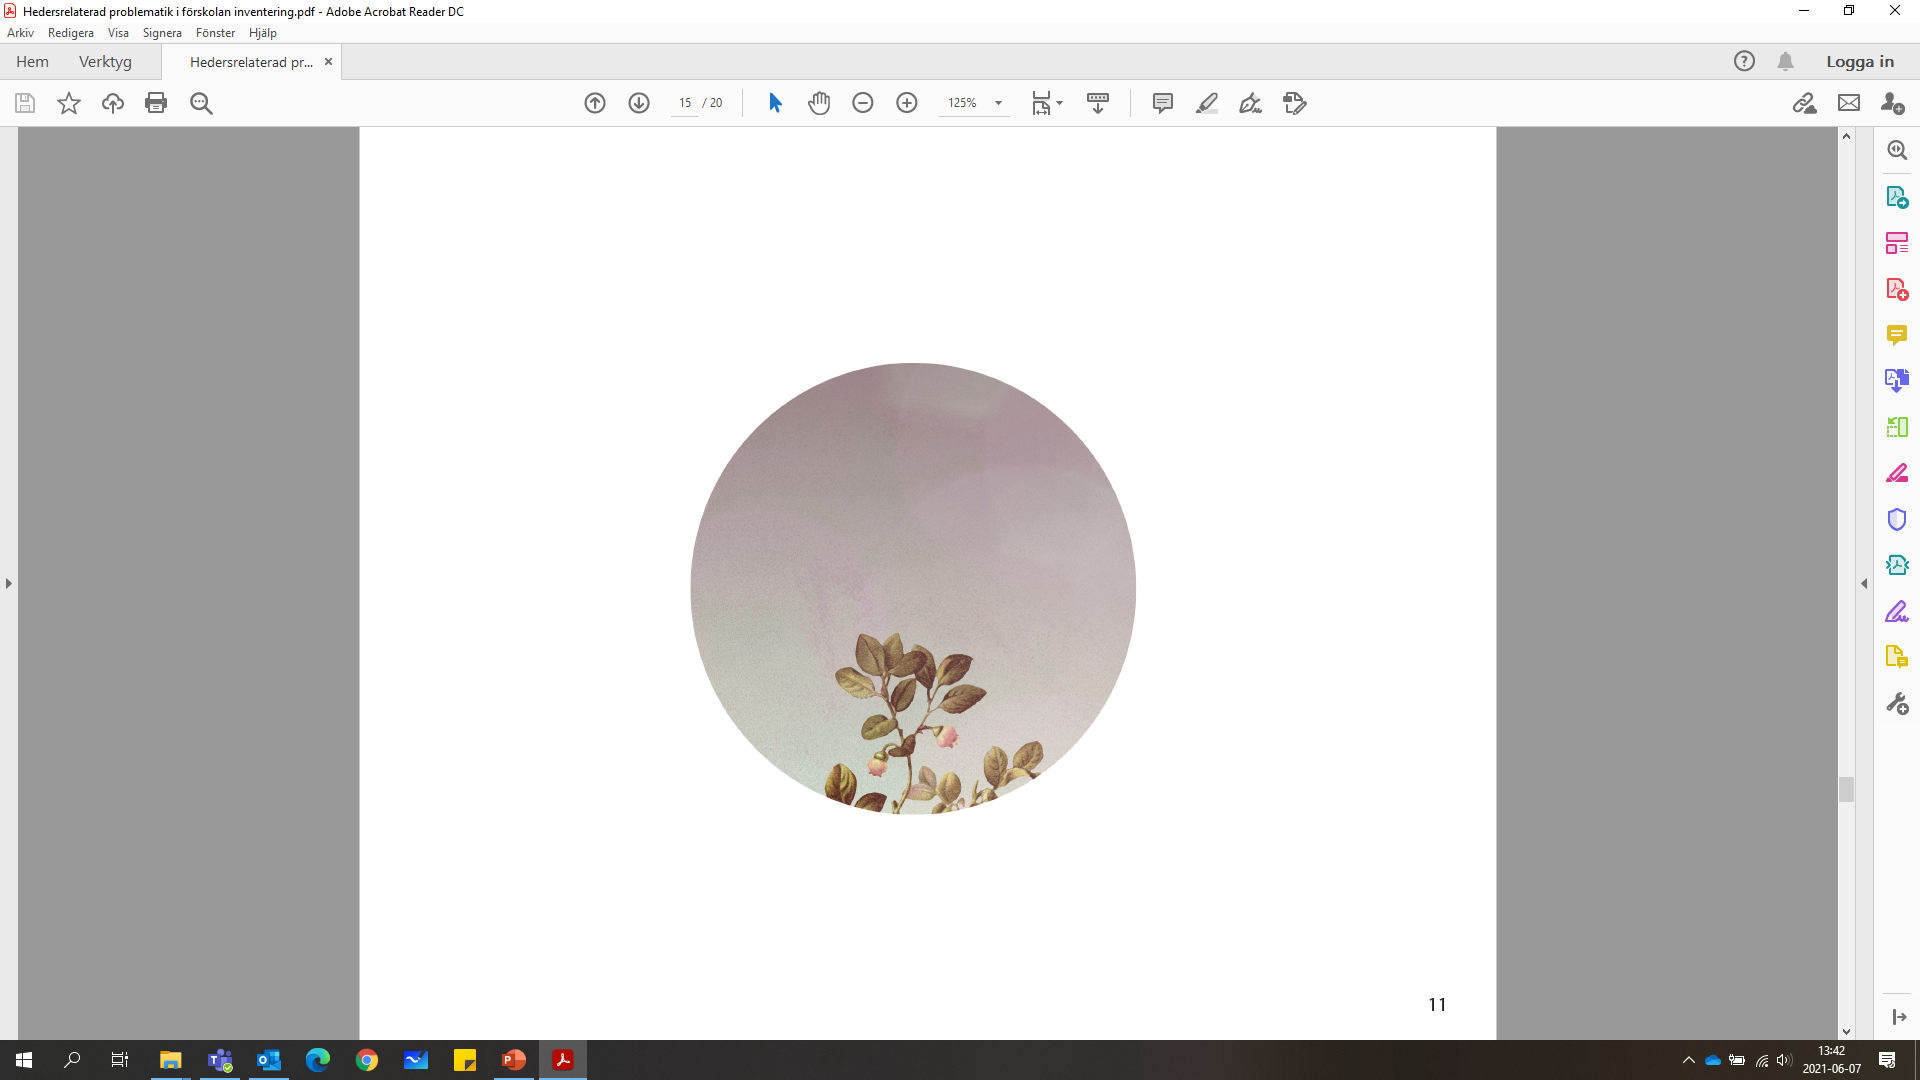 Hedersrelaterad problematik i förskolan inventering.pdf - Adobe Acrobat Reader DC
Arkiv Redigera Visa Signera Fönster Hjälp
Hem Verktyg Hedersrelaterad pr... Logga in
15 / 20 125%
11
13:42
2021-06-07